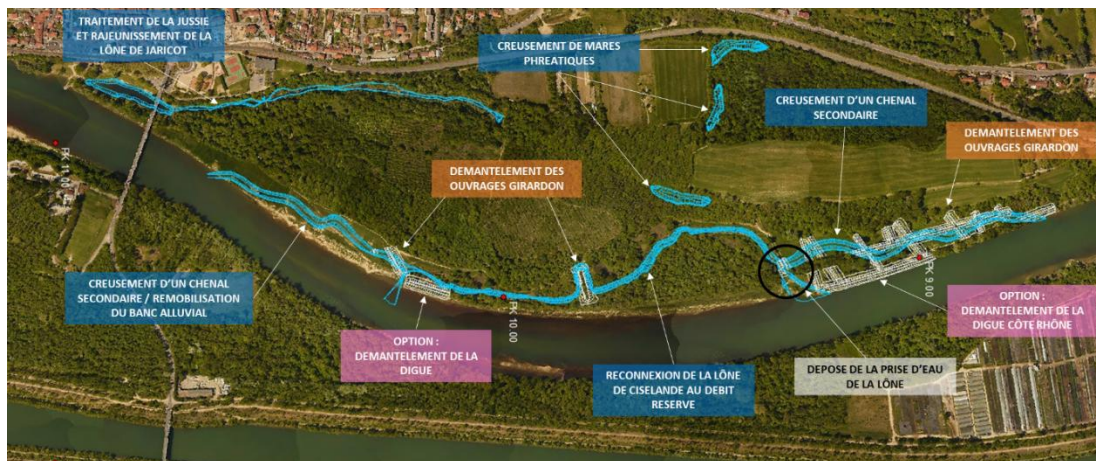 TRAITEMENT DE LA JUSSIE
ET RAJEUNISSEMENT DE LA
LÔNE DE JARICOT
CREUSEMENT DE MARES
PHREATIQUES
CREUSEMENT D'UN CHENAL
SECONDAIRE
DEMANTELEMENT DES
OUVRAGES GIRARDON
DEMANTELEMENT DES
OUVRAGES GIRARDON
PK 11.00
CREUSEMENT D'UN CHENAL
SECONDAIRE / REMOBILISATION
DU BANC ALLUVIAL
OPTION :
DEMANTELEMENT DE LA
DIGUE
PK 10.00
RECONNEXION DE LA LÔNE
DE CISELANDE AU DEBIT
RESERVE
DEPOSE DE LA PRISE D'EAU
DE LA LÔNE
PK 9.00
OPTION :
DEMANTELEMENT DE LA
DIGUE CÔTE RHÔNE